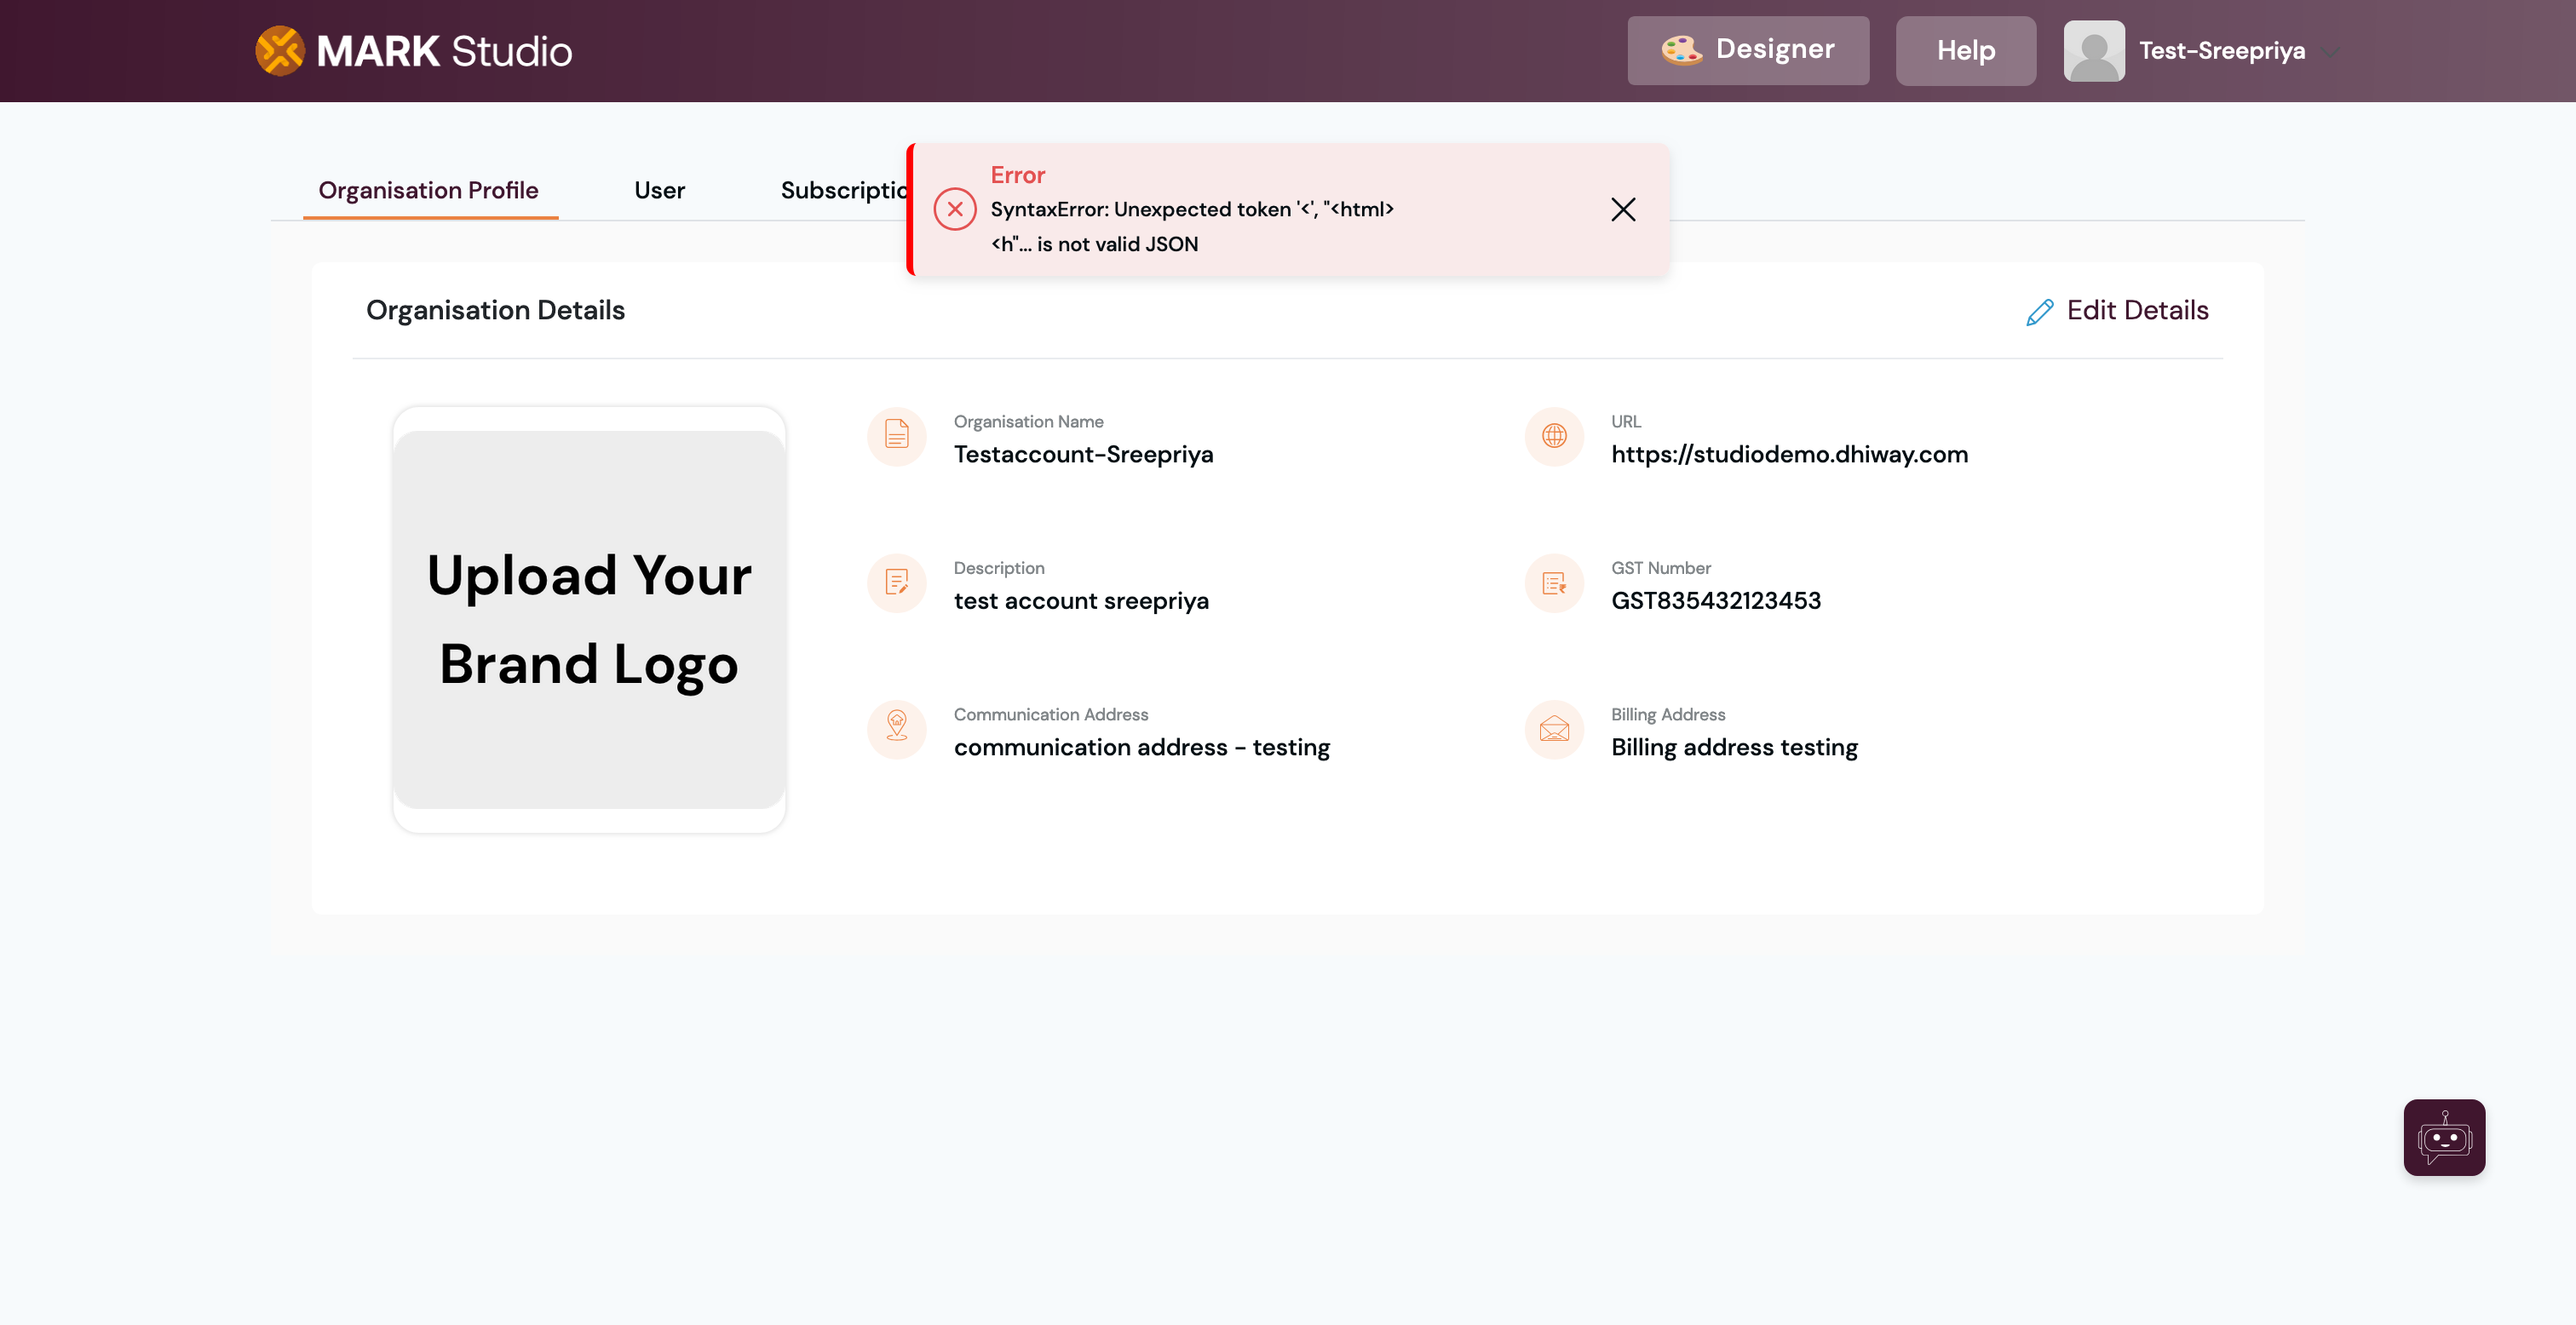 MARK Studio
Designer
Help
Test-Sreepriya
Organisation Profile
User
Subscriptio
Error
SyntaxError: Unexpected token '<', "<html>
<h"... is not valid JSON
Organisation Details
Edit Details
Upload Your
Brand Logo
Organisation Name
Testaccount-Sreepriya
URL
https://studiodemo.dhiway.com
Description
test account sreepriya
GST Number
GST835432123453
Communication Address
communication address - testing
Billing Address
Billing address testing